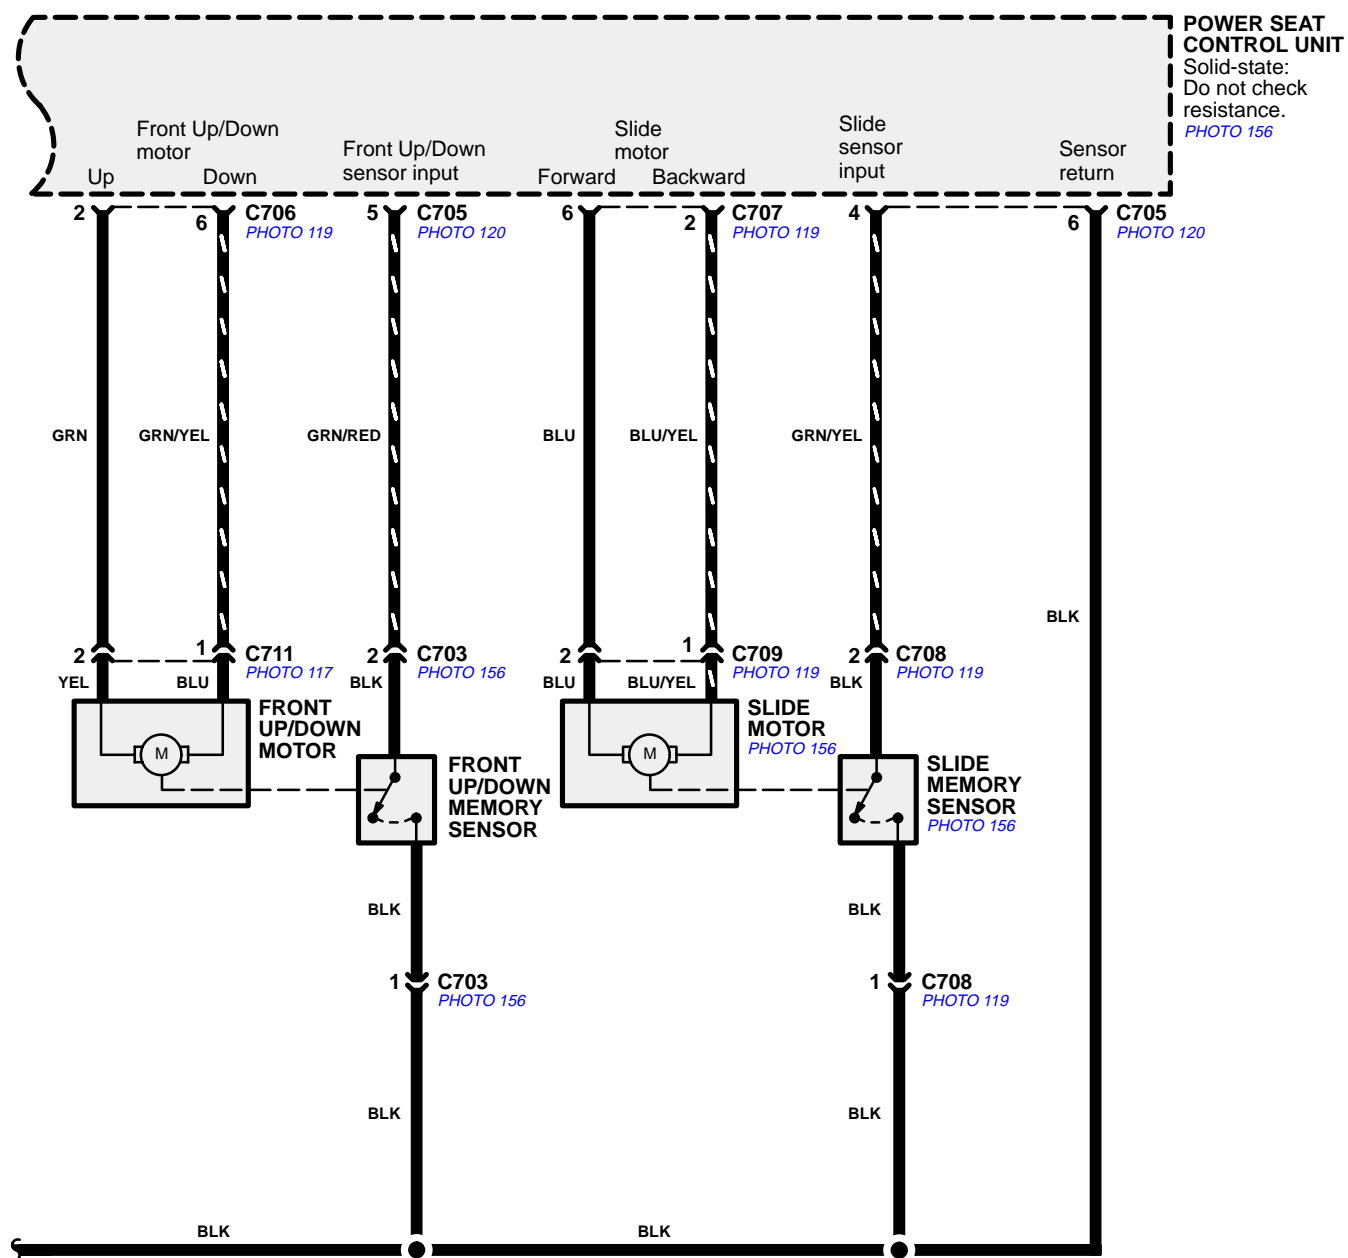 POWER SEAT
CONTROL UNIT
Solid-state:
Do not check
resistance.
PHOTO 156
Front Up/Down
motor
Up
Down
Front Up/Down
sensor input
Slide
motor
Forward
Backward
Slide
sensor
input
Sensor
return
2
6
C706
PHOTO 119
5
C705
PHOTO 120
6
2
C707
PHOTO 119
4
6
C705
PHOTO 120
GRN
GRN/YEL
GRN/RED
BLU
BLU/YEL
GRN/YEL
BLK
2
1
C711
PHOTO 117
2
C703
PHOTO 156
2
1
C709
PHOTO 119
2
C708
PHOTO 119
YEL
BLU
BLK
BLU
BLU/YEL
BLK
M
FRONT
UP/DOWN
MOTOR
FRONT
UP/DOWN
MEMORY
SENSOR
M
SLIDE
MOTOR
PHOTO 156
SLIDE
MEMORY
SENSOR
PHOTO 156
BLK
BLK
1
C703
PHOTO 156
1
C708
PHOTO 119
BLK
BLK
BLK
BLK